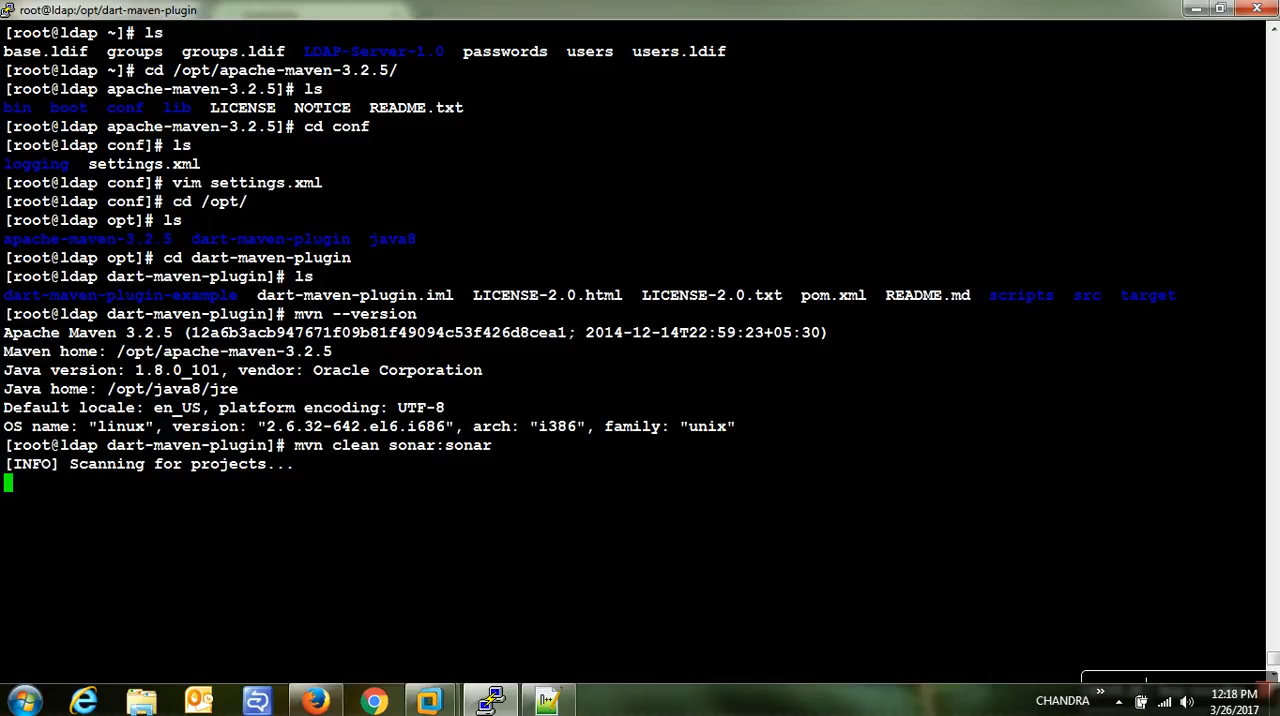 root@ldap:/opt/dart-maven-plugin
[root@ldap ~]# ls
base.ldif  groups  groups.ldif  LDAP-Server-1.0  passwords  users  users.ldif
[root@ldap ~]# cd /opt/apache-maven-3.2.5/
[root@ldap apache-maven-3.2.5]# ls
bin  boot  conf  lib  LICENSE  NOTICE  README.txt
[root@ldap apache-maven-3.2.5]# cd conf
[root@ldap conf]# ls
logging  settings.xml
[root@ldap conf]# vim settings.xml
[root@ldap conf]# cd /opt/
[root@ldap opt]# ls
apache-maven-3.2.5  dart-maven-plugin  java8
[root@ldap opt]# cd dart-maven-plugin
[root@ldap dart-maven-plugin]# ls
dart-maven-plugin-example  dart-maven-plugin.iml  LICENSE-2.0.html  LICENSE-2.0.txt  pom.xml  README.md  scripts  src  target
[root@ldap dart-maven-plugin]# mvn --version
Apache Maven 3.2.5 (12a6b3acb947671f09b81f49094c53f426d8cea1; 2014-12-14T22:59:23+05:30)
Maven home: /opt/apache-maven-3.2.5
Java version: 1.8.0_101, vendor: Oracle Corporation
Java home: /opt/java8/jre
Default locale: en_US, platform encoding: UTF-8
OS name: "linux", version: "2.6.32-642.el6.i686", arch: "i386", family: "unix"
[root@ldap dart-maven-plugin]# mvn clean sonar:sonar
[INFO] Scanning for projects...
CHANDRA
12:18 PM
3/26/2017